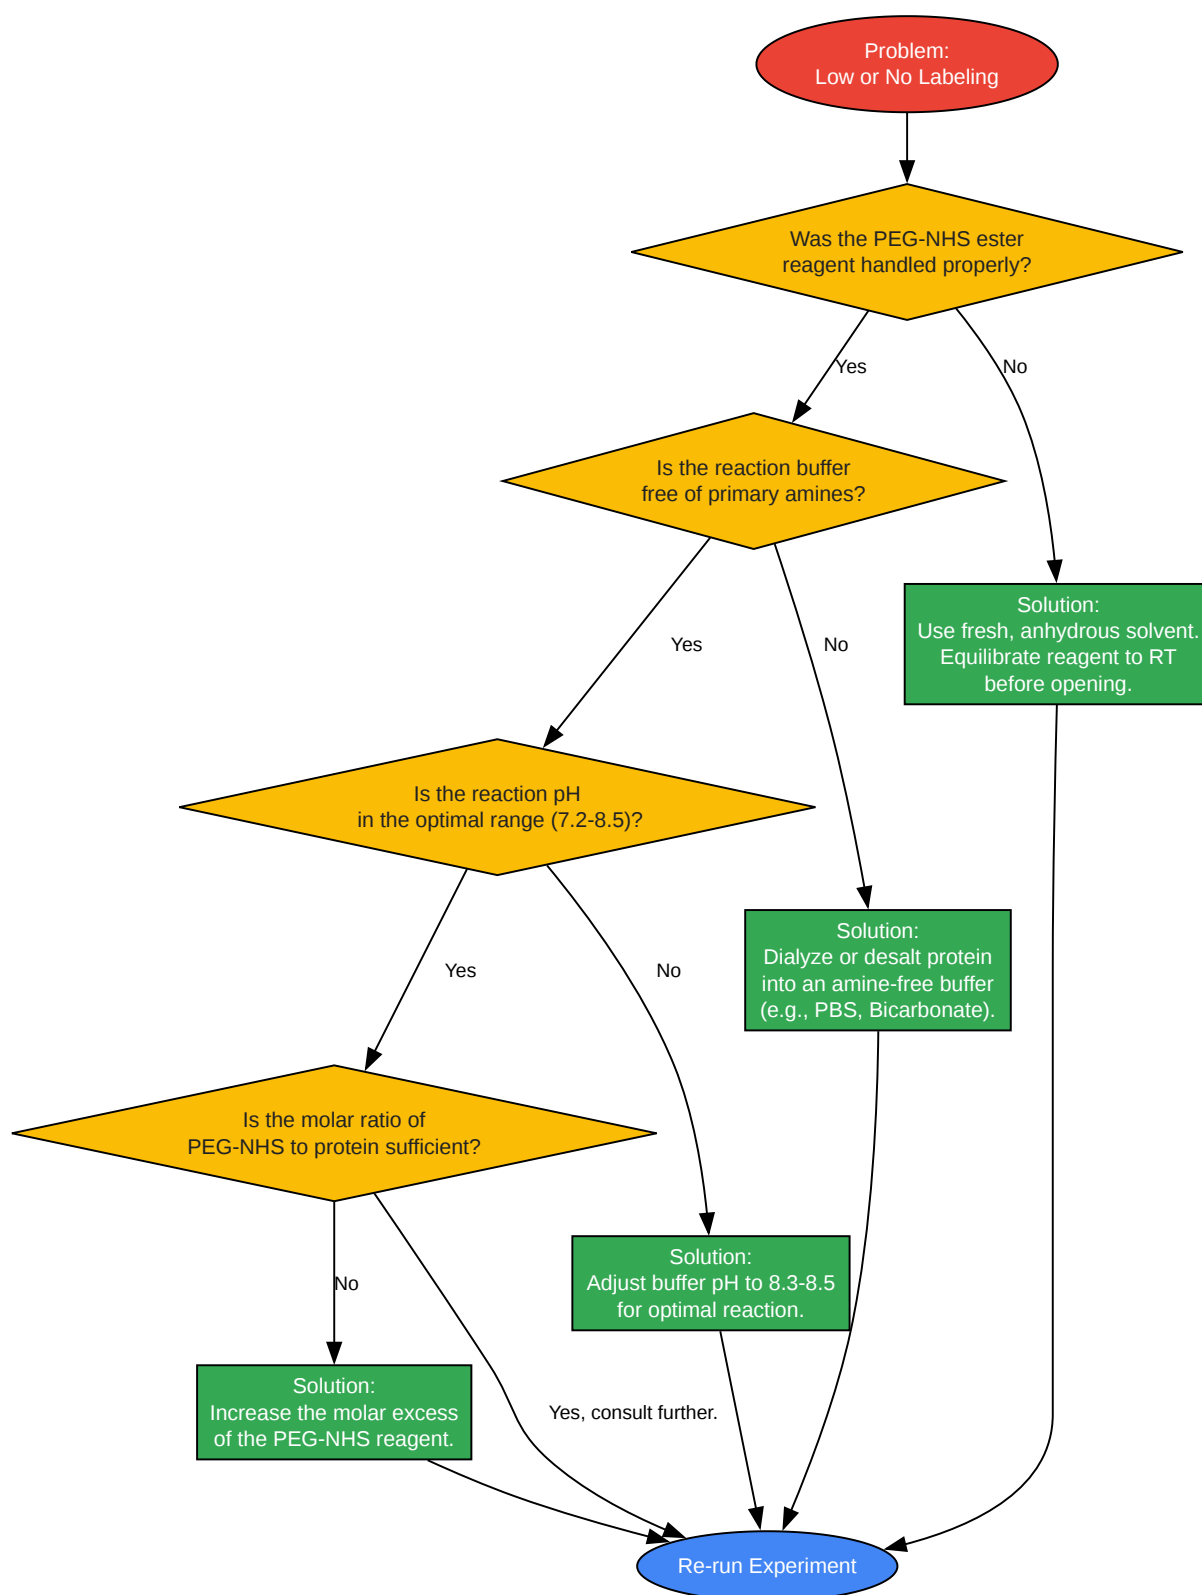 Problem:
Low or No Labeling
Was the PEG-NHS ester
reagent handled properly?
Yes
No
Is the reaction buffer
free of primary amines?
Solution:
Use fresh, anhydrous solvent.
Equilibrate reagent to RT
before opening.
Yes
No
Is the reaction pH
in the optimal range (7.2-8.5)?
Solution:
Dialyze or desalt protein
into an amine-free buffer
(e.g., PBS, Bicarbonate).
Yes
No
Is the molar ratio of
PEG-NHS to protein sufficient?
Solution:
Adjust buffer pH to 8.3-8.5
for optimal reaction.
No
Solution:
Increase the molar excess
of the PEG-NHS reagent.
Yes, consult further.
Re-run Experiment